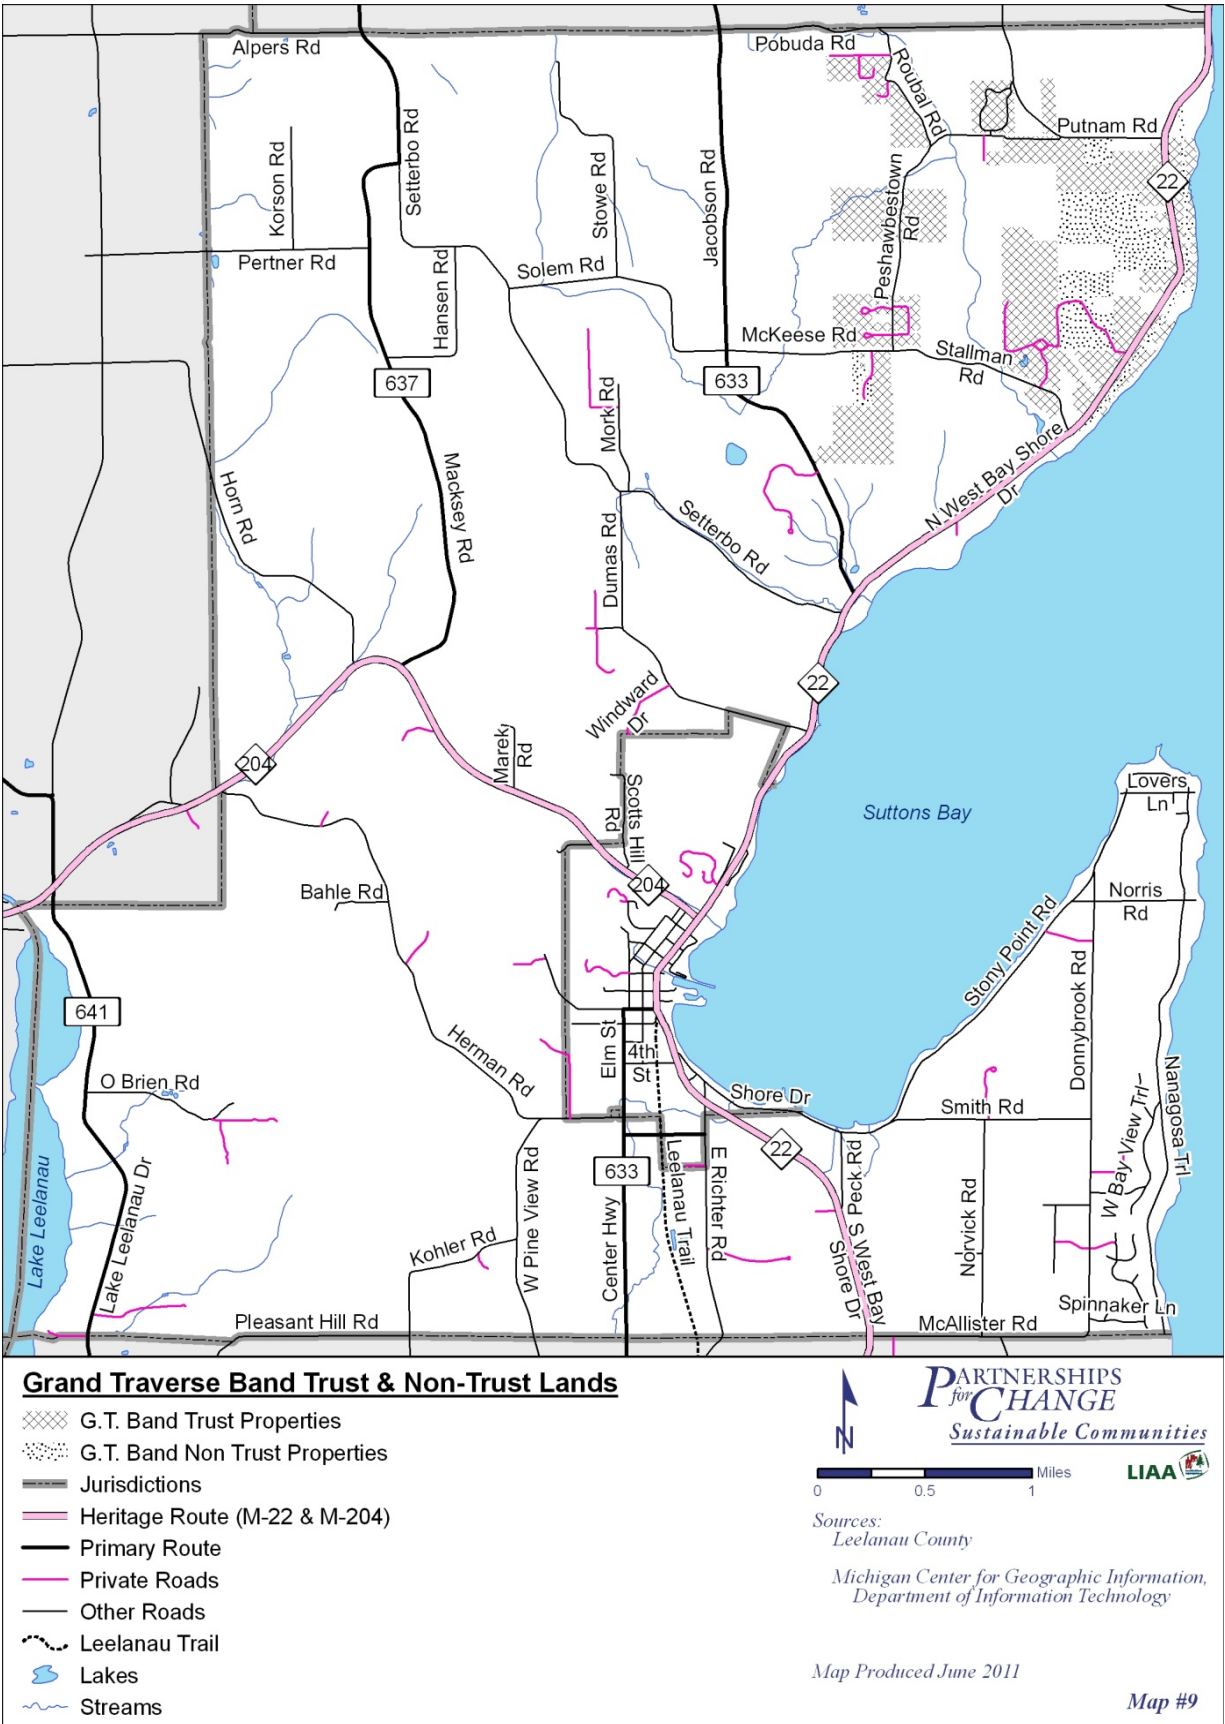 Alpers Rd
Pobuda Rd
Roubal Rd
Putnam Rd
22
Korson Rd
Setterbo Rd
Stowe Rd
Jacobson Rd
Peshawbestown
Rd
Pertner Rd
Hansen Rd
Solem Rd
McKeese Rd
Stallman
Rd
637
633
Mork Rd
Horn Rd
Macksey Rd
N West Bay Shore
Dr
Setterbo Rd
Dumas Rd
Windward
Dr
22
204
Marek
Rd
Scotts Hill
Rd
Suttons Bay
Lovers
Ln
204
Bahle Rd
Norris
Rd
Stony Point Rd
Donnybrook Rd
641
Herman Rd
Elm St
4th
St
O Brien Rd
Shore Dr
Smith Rd
Nanagosa Trl
W Bay View Trl
22
633
Leelanau Trail
E Richter Rd
W Pine View Rd
Center Hwy
S Peck Rd
S West Bay
Shore Dr
Norvick Rd
Lake Leelanau
Lake Leelanau Dr
Kohler Rd
Spinnaker Ln
Pleasant Hill Rd
McAllister Rd
Grand Traverse Band Trust & Non-Trust Lands
G.T. Band Trust Properties
G.T. Band Non Trust Properties
Jurisdictions
Heritage Route (M-22 & M-204)
Primary Route
Private Roads
Other Roads
Leelanau Trail
Lakes
Streams
N
PARTNERSHIPS
for CHANGE
Sustainable Communities
Miles
0 0.5 1
LIAA
Sources:
Leelanau County
Michigan Center for Geographic Information,
Department of Information Technology
Map Produced June 2011
Map #9